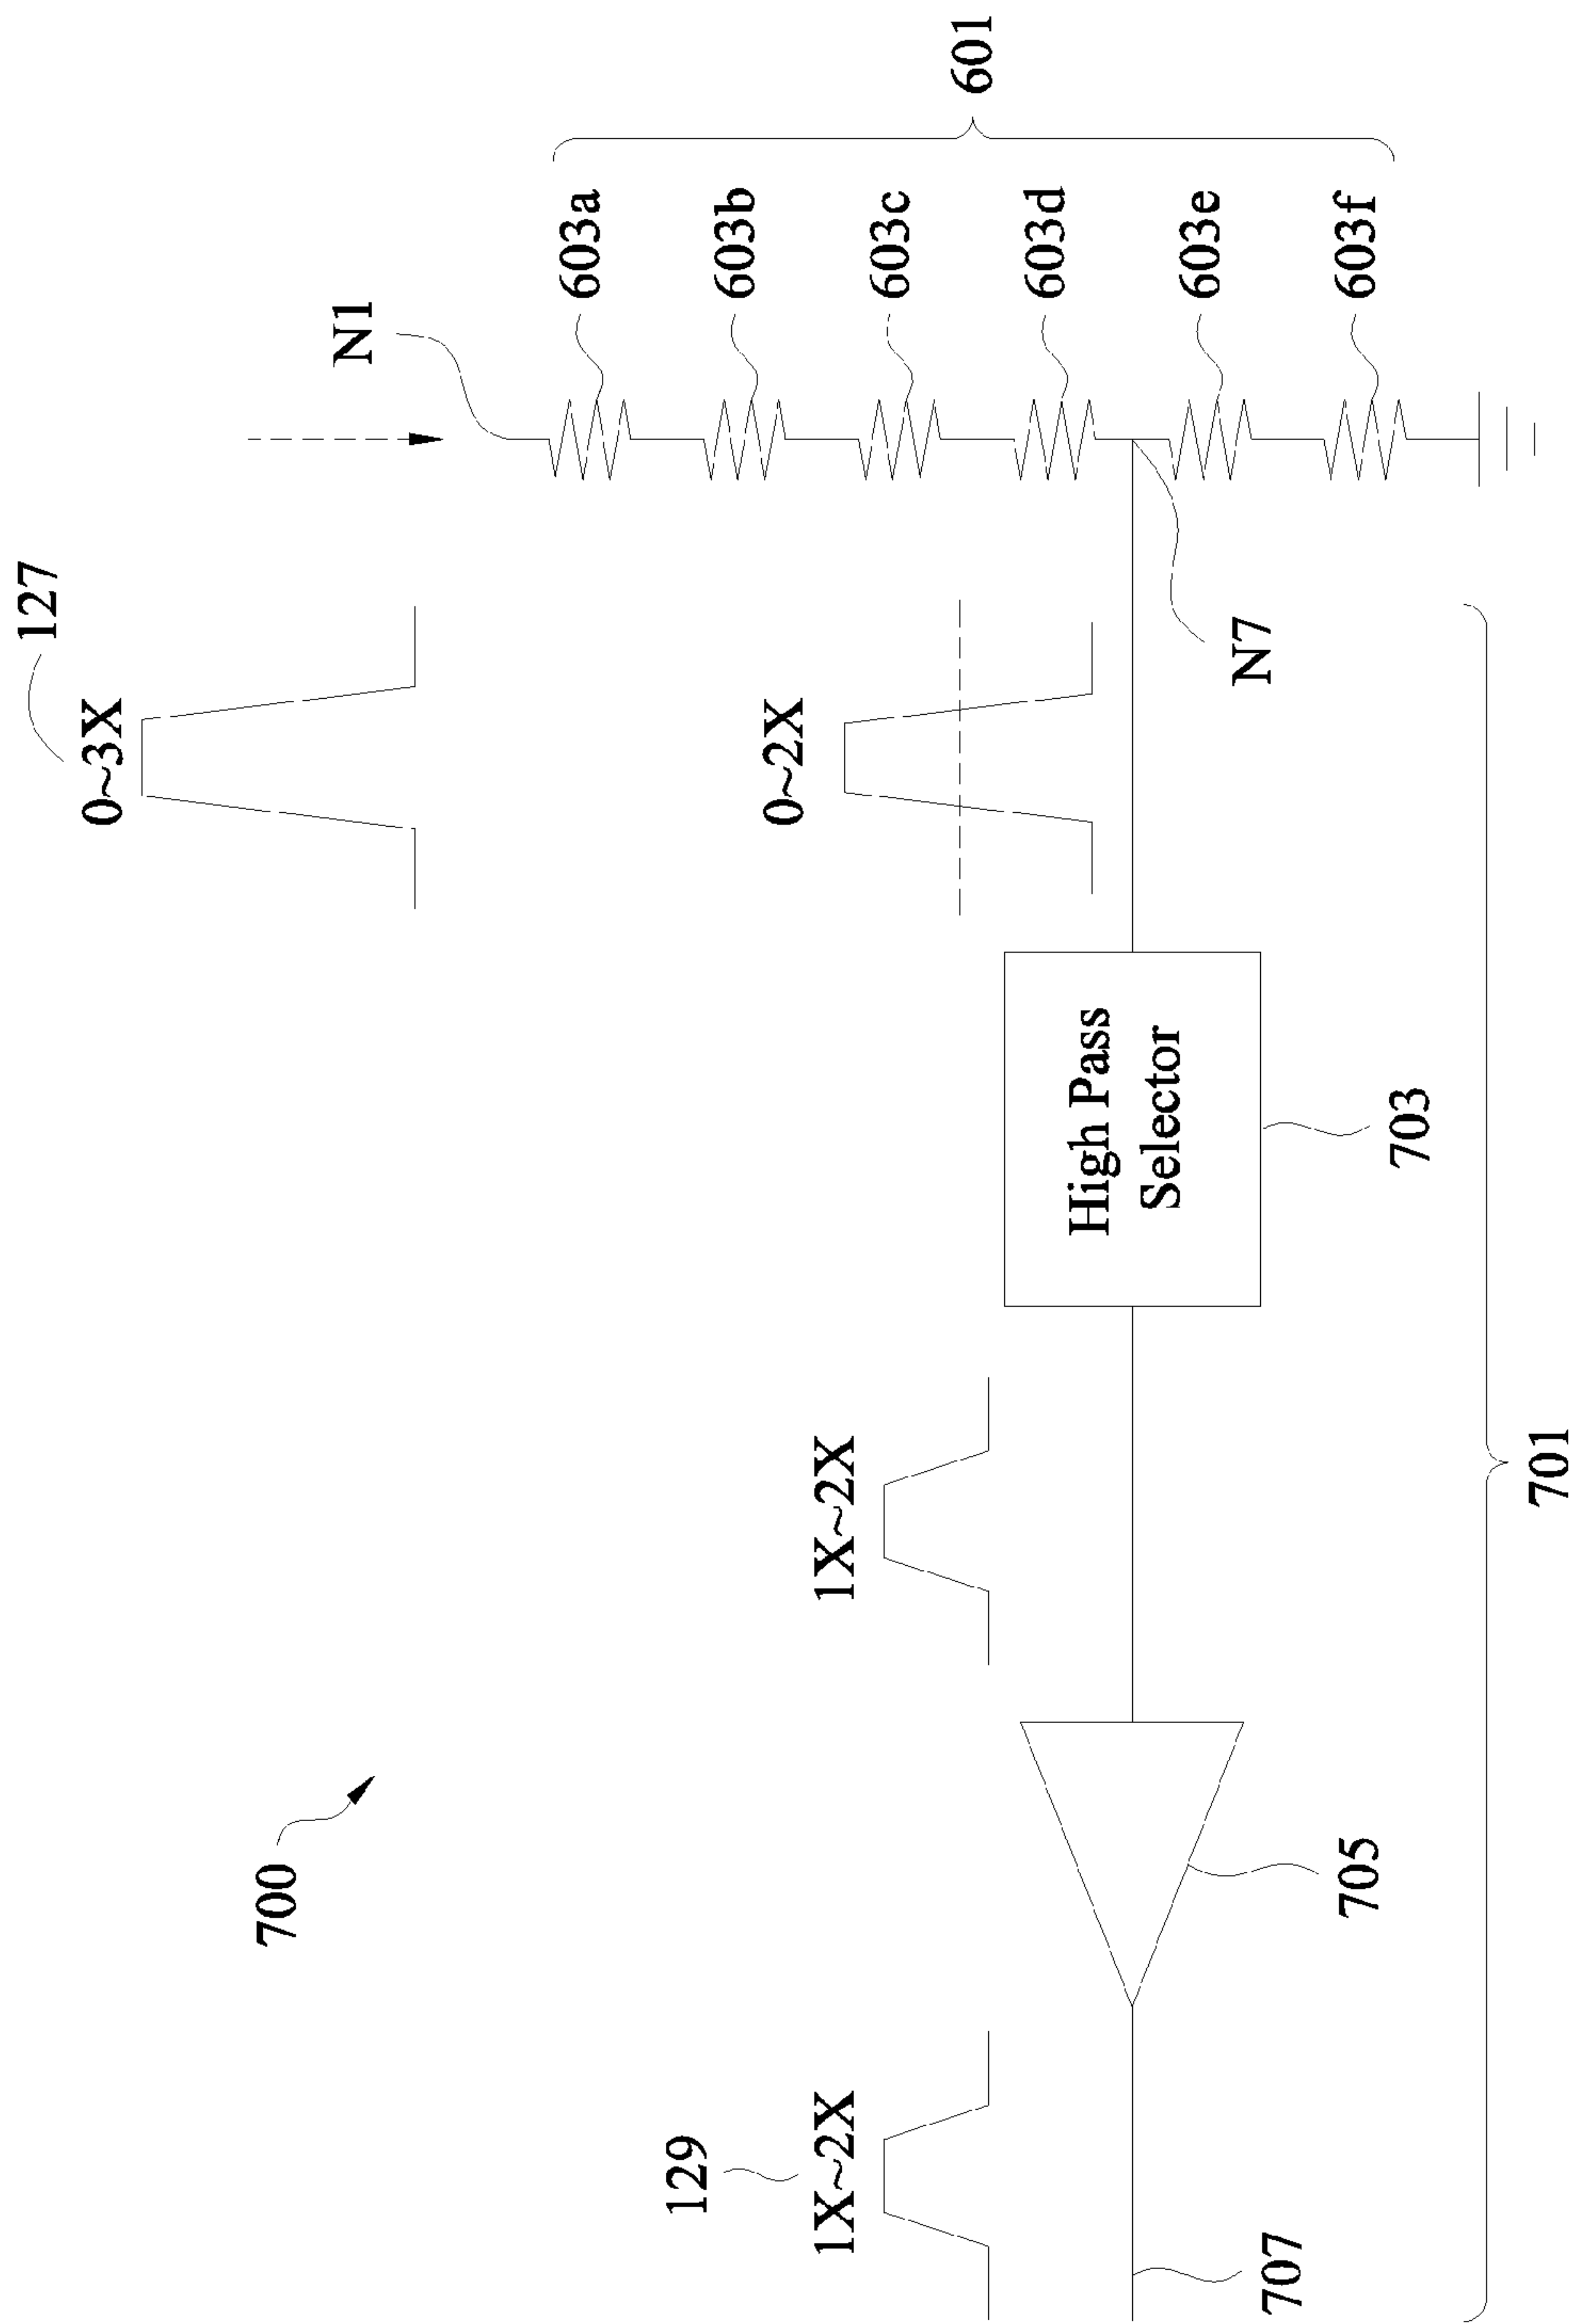 127
0~3X
N1
603a
603b
603c
603d
603e
603f
601
0~2X
N7
High Pass
Selector
703
1X~2X
700
705
129
1X~2X
707
701